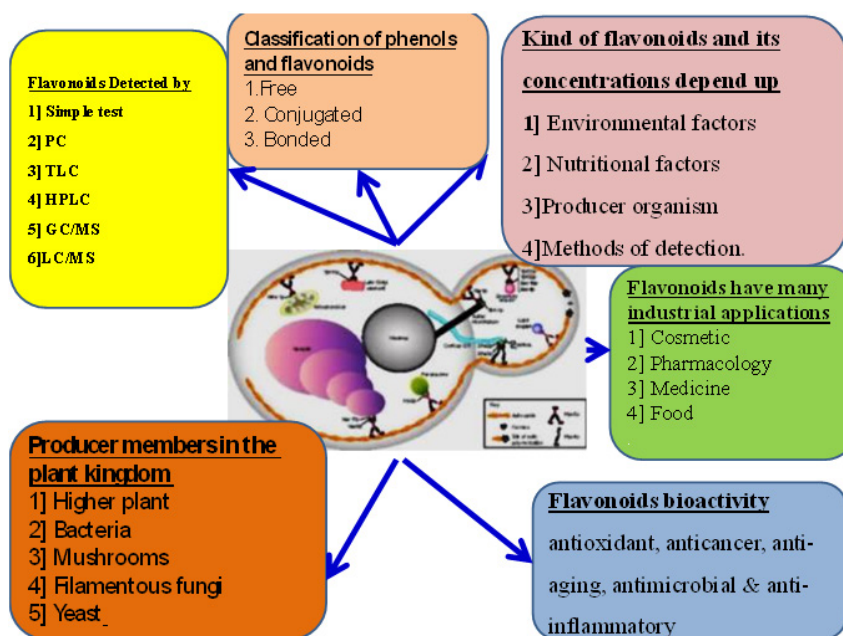 Flavonoids Detected by
1] Simple test
2] PC
3] TLC
4] HPLC
5] GC/MS
6]LC/MS
Classification of phenols
and flavonoids
1.Free
2. Conjugated
3. Bonded
Kind of flavonoids and its
concentrations depend up
1] Environmental factors
2] Nutritional factors
3]Producer organism
4]Methods of detection.
Flavonoids have many
industrial applications
1] Cosmetic
2] Pharmacology
3] Medicine
4] Food
Producer members in the
plant kingdom
1] Higher plant
2] Bacteria
3] Mushrooms
4] Filamentous fungi
5] Yeast
Flavonoids bioactivity
antioxidant, anticancer, anti-
aging, antimicrobial & anti-
inflammatory